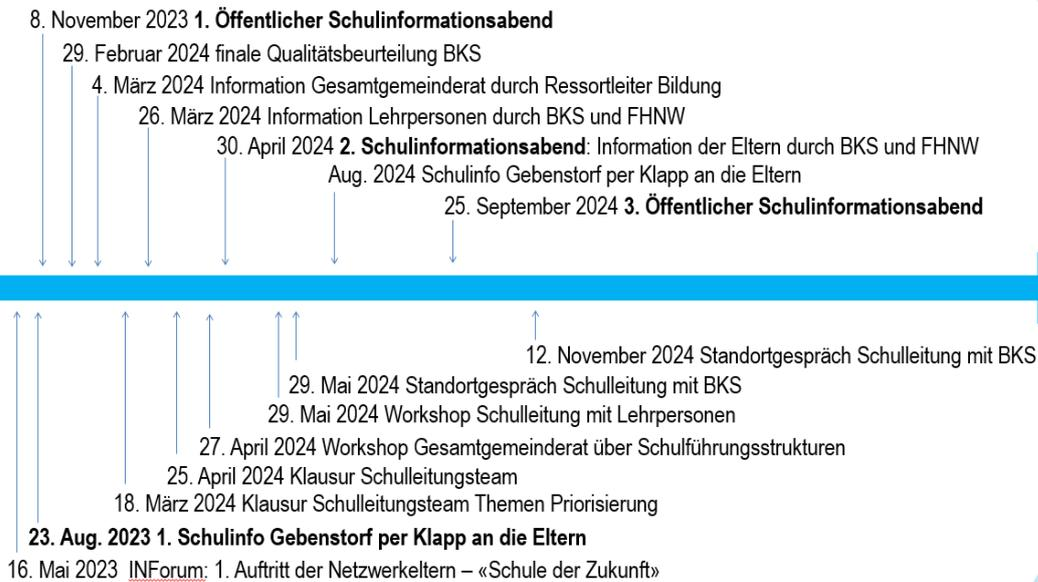 8. November 2023 1. Öffentlicher Schulinformationsabend
29. Februar 2024 finale Qualitätsbeurteilung BKS
4. März 2024 Information Gesamtgemeinderat durch Ressortleiter Bildung
26. März 2024 Information Lehrpersonen durch BKS und FHNW
30. April 2024 2. Schulinformationsabend: Information der Eltern durch BKS und FHNW
Aug. 2024 Schulinfo Gebenstorf per Klapp an die Eltern
25. September 2024 3. Öffentlicher Schulinformationsabend
12. November 2024 Standortgespräch Schulleitung mit BKS
29. Mai 2024 Standortgespräch Schulleitung mit BKS
29. Mai 2024 Workshop Schulleitung mit Lehrpersonen
27. April 2024 Workshop Gesamtgemeinderat über Schulführungsstrukturen
25. April 2024 Klausur Schulleitungsteam
18. März 2024 Klausur Schulleitungsteam Themen Priorisierung
23. Aug. 2023 1. Schulinfo Gebenstorf per Klapp an die Eltern
16. Mai 2023 INForum: 1. Auftritt der Netzwerkeltern – «Schule der Zukunft»